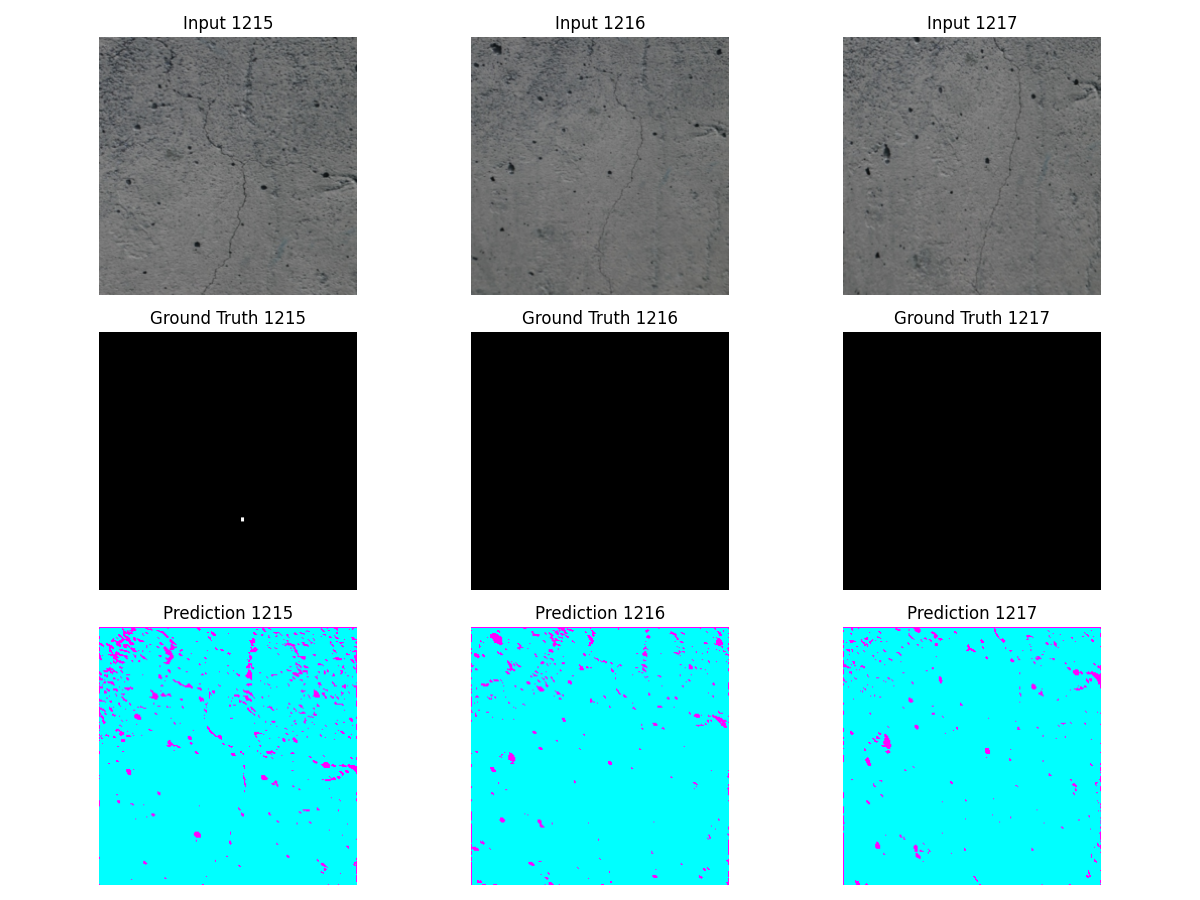 Input 1215
Input 1216
Input 1217
Ground Truth 1215
Ground Truth 1216
Ground Truth 1217
Prediction 1215
Prediction 1216
Prediction 1217